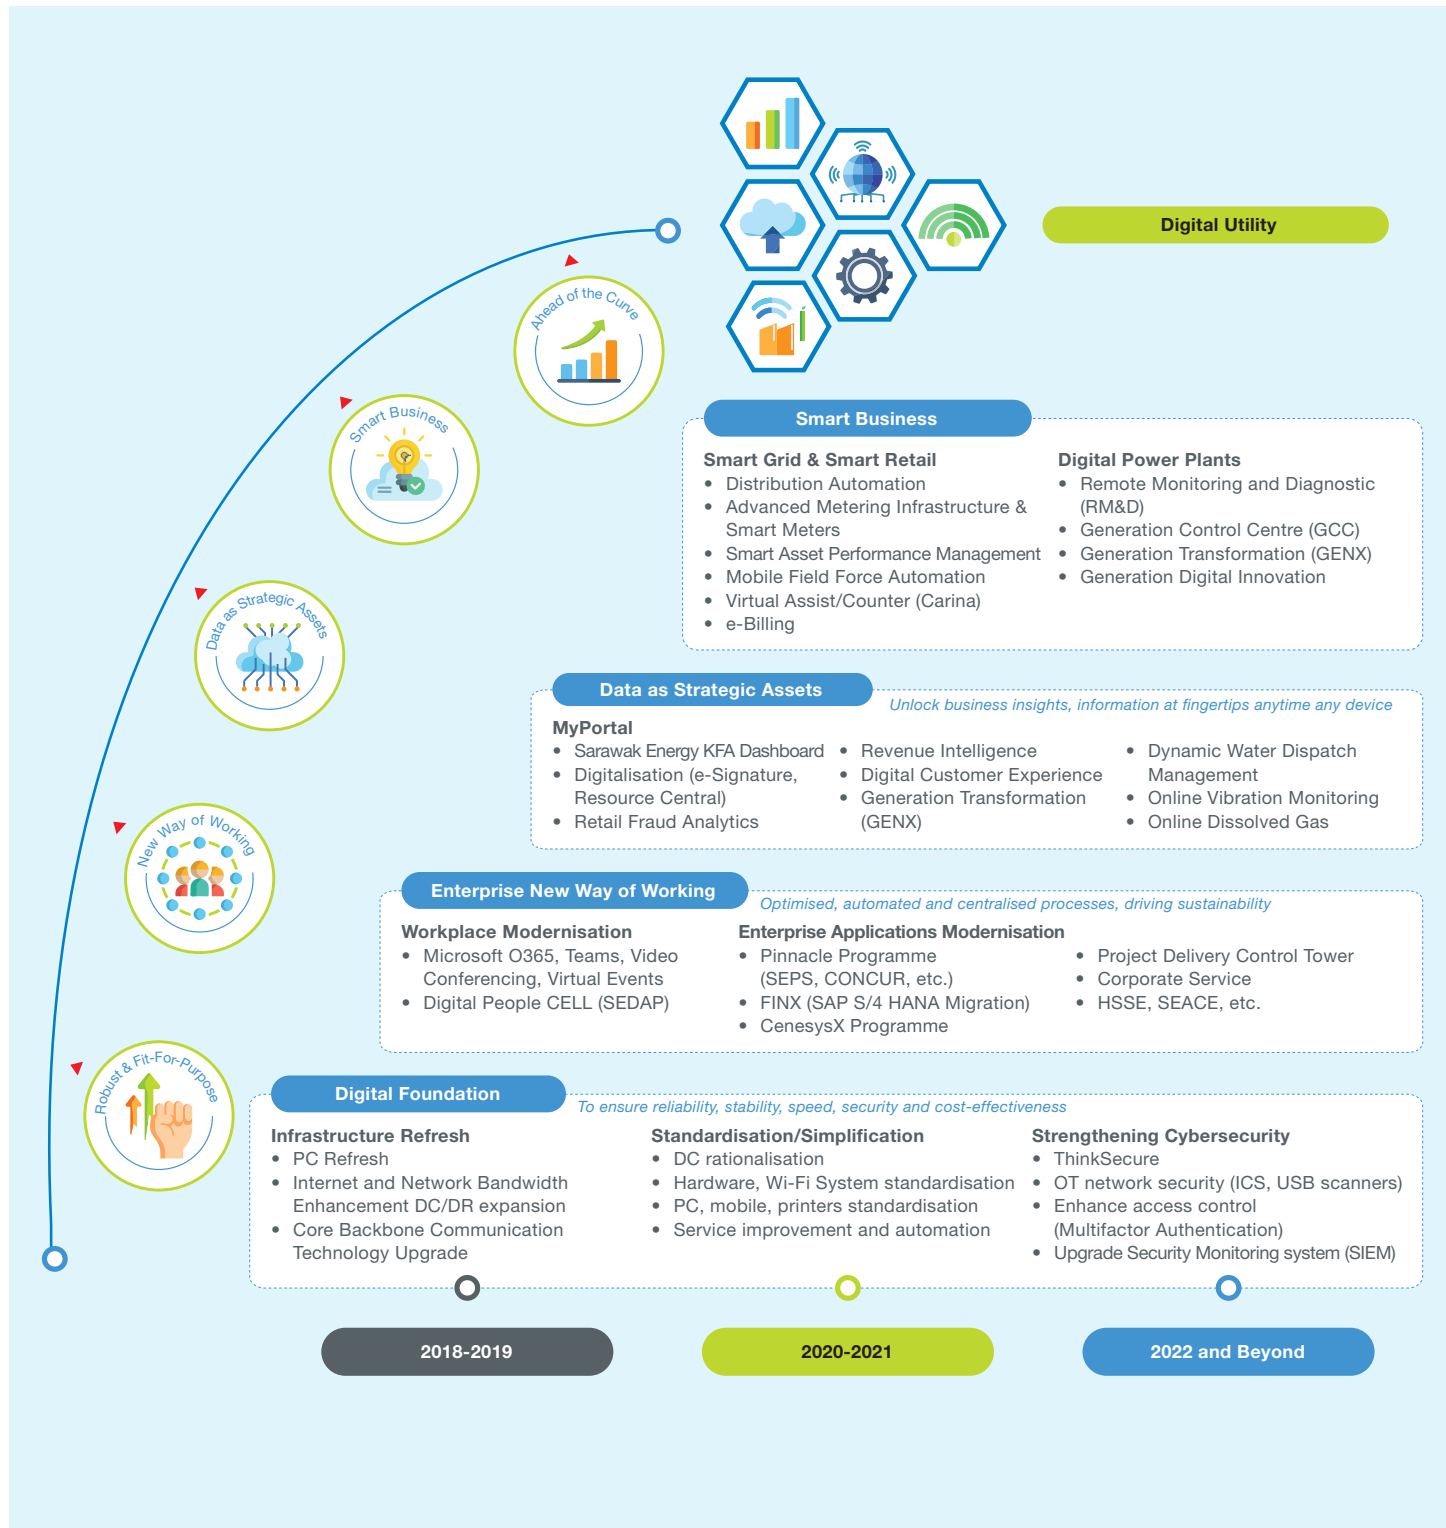 Digital Utility
Ahead of the Curve
Smart Business
Data as Strategic Assets
New Way of Working
Robust & Fit-For-Purpose
Smart Business
Smart Grid & Smart Retail
• Distribution Automation
• Advanced Metering Infrastructure &
Smart Meters
• Smart Asset Performance Management
• Mobile Field Force Automation
• Virtual Assist/Counter (Carina)
• e-Billing
Digital Power Plants
• Remote Monitoring and Diagnostic
(RM&D)
• Generation Control Centre (GCC)
• Generation Transformation (GENX)
• Generation Digital Innovation
Data as Strategic Assets
Unlock business insights, information at fingertips anytime any device
MyPortal
• Sarawak Energy KFA Dashboard
• Digitalisation (e-Signature,
Resource Central)
• Retail Fraud Analytics
• Revenue Intelligence
• Digital Customer Experience
• Generation Transformation
(GENX)
• Dynamic Water Dispatch
Management
• Online Vibration Monitoring
• Online Dissolved Gas
Enterprise New Way of Working
Optimised, automated and centralised processes, driving sustainability
Workplace Modernisation
• Microsoft O365, Teams, Video
Conferencing, Virtual Events
• Digital People CELL (SEDAP)
Enterprise Applications Modernisation
• Pinnacle Programme
(SEPS, CONCUR, etc.)
• FINX (SAP S/4 HANA Migration)
• CenesysX Programme
• Project Delivery Control Tower
• Corporate Service
• HSSE, SEACE, etc.
Digital Foundation
To ensure reliability, stability, speed, security and cost-effectiveness
Infrastructure Refresh
• PC Refresh
• Internet and Network Bandwidth
Enhancement DC/DR expansion
• Core Backbone Communication
Technology Upgrade
Standardisation/Simplification
• DC rationalisation
• Hardware, Wi-Fi System standardisation
• PC, mobile, printers standardisation
• Service improvement and automation
Strengthening Cybersecurity
• ThinkSecure
• OT network security (ICS, USB scanners)
• Enhance access control
(Multifactor Authentication)
• Upgrade Security Monitoring system (SIEM)
2018-2019
2020-2021
2022 and Beyond